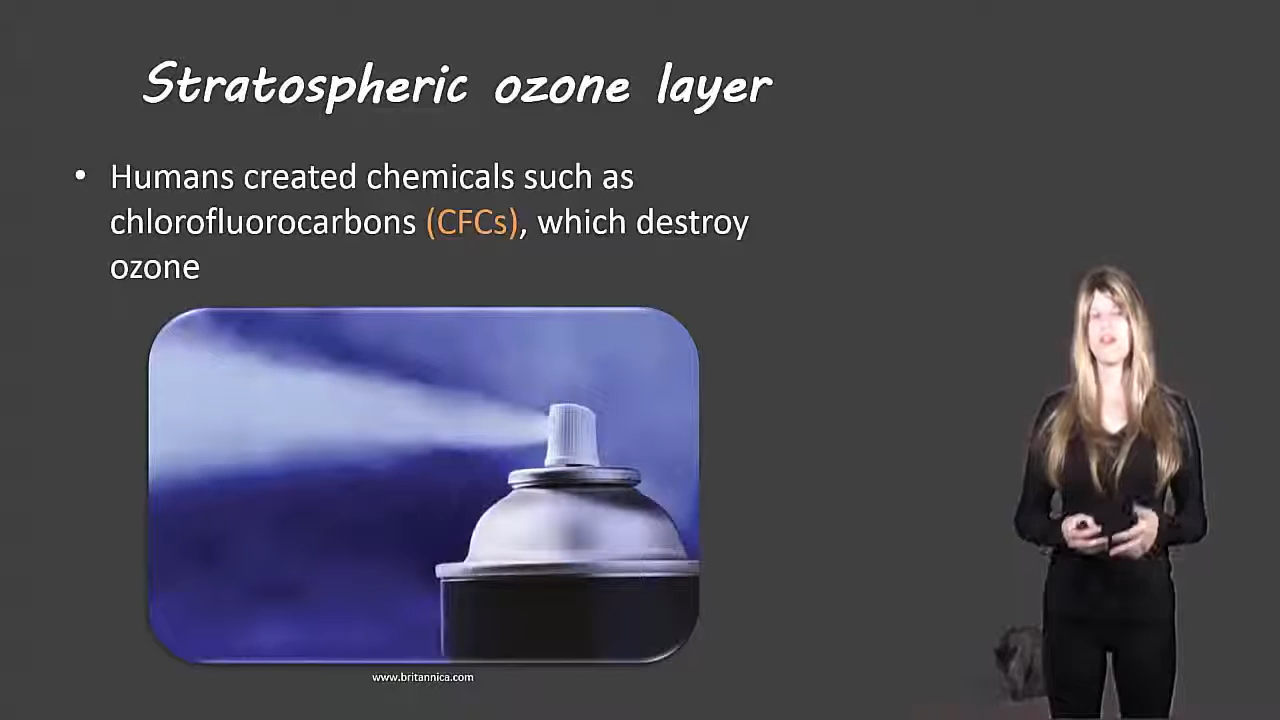 Stratospheric ozone layer
• Humans created chemicals such as
chlorofluorocarbons (CFCs), which destroy
ozone
www.britannica.com